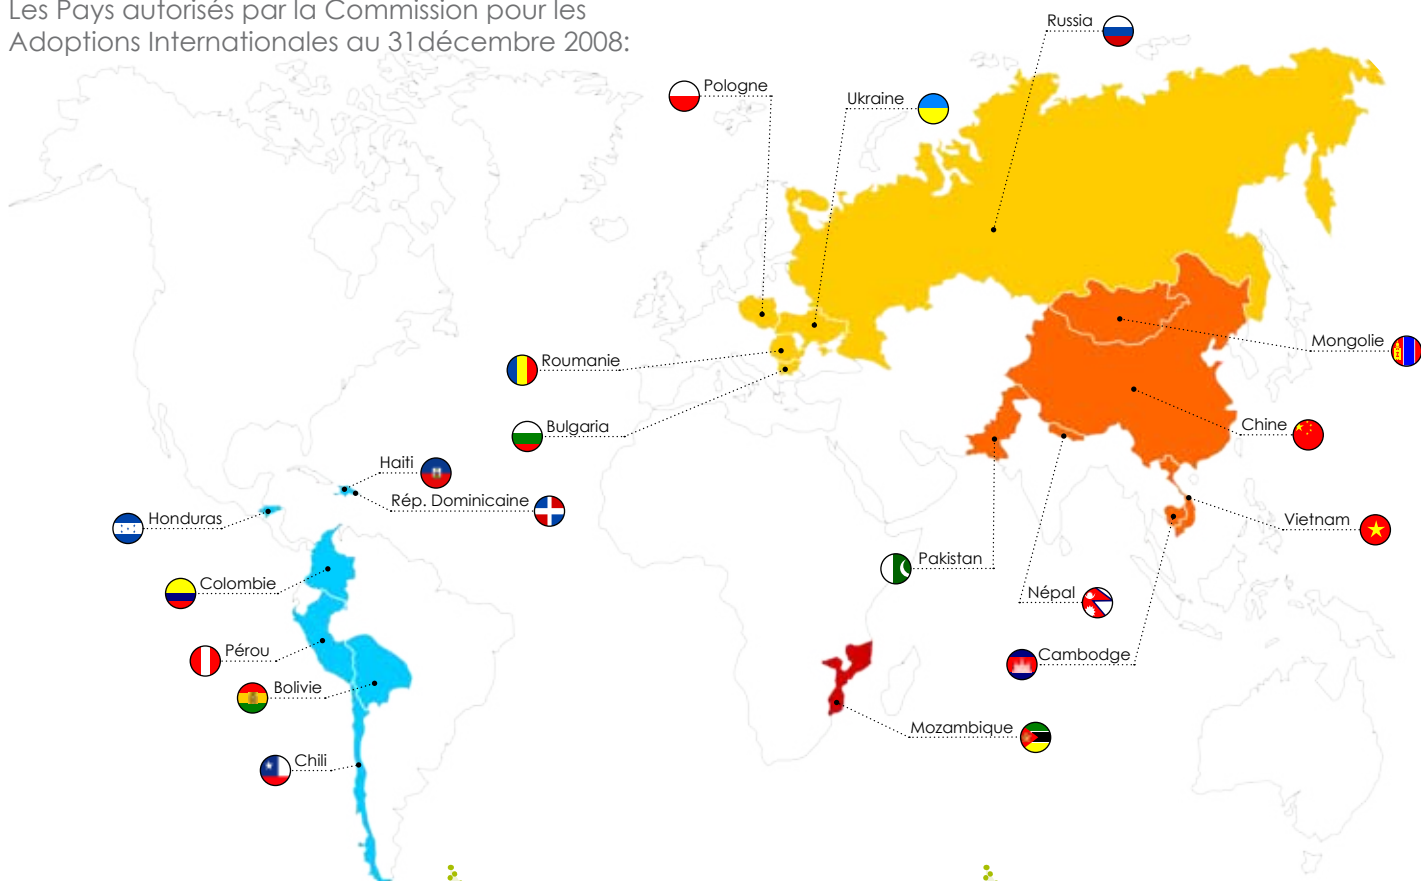 Les Pays autorisés par la Commission pour les
Adoptions Internationales au 31décembre 2008:
Russia
Pologne
Ukraine
Mongolie
Roumanie
Bulgaria
Chine
Haiti
Rép. Dominicaine
Honduras
Vietnam
Pakistan
Colombie
Népal
Pérou
Cambodge
Bolivie
Mozambique
Chili